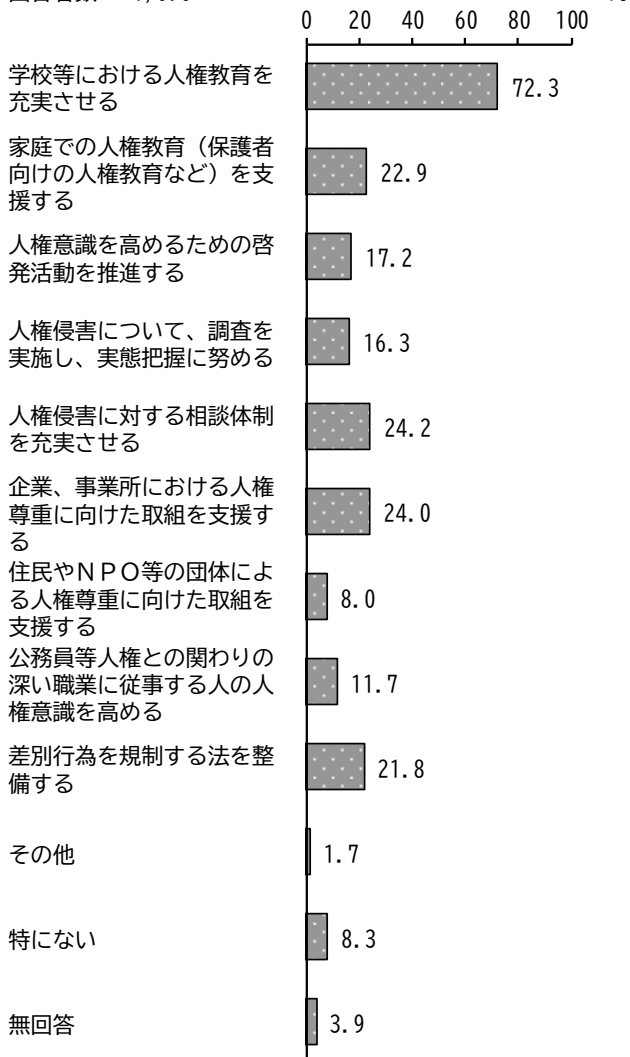 0 20 40 60 80 100
学校等における人権教育を
充実させる
72.3
家庭での人権教育（保護者
向けの人権教育など）を支
援する
22.9
人権意識を高めるための啓
発活動を推進する
17.2
人権侵害について、調査を
実施し、実態把握に努める
16.3
人権侵害に対する相談体制
を充実させる
24.2
企業、事業所における人権
尊重に向けた取組を支援す
る
24.0
住民やＮＰＯ等の団体によ
る人権尊重に向けた取組を
支援する
8.0
公務員等人権との関わりの
深い職業に従事する人の人
権意識を高める
11.7
差別行為を規制する法を整
備する
21.8
その他
1.7
特にない
8.3
無回答
3.9